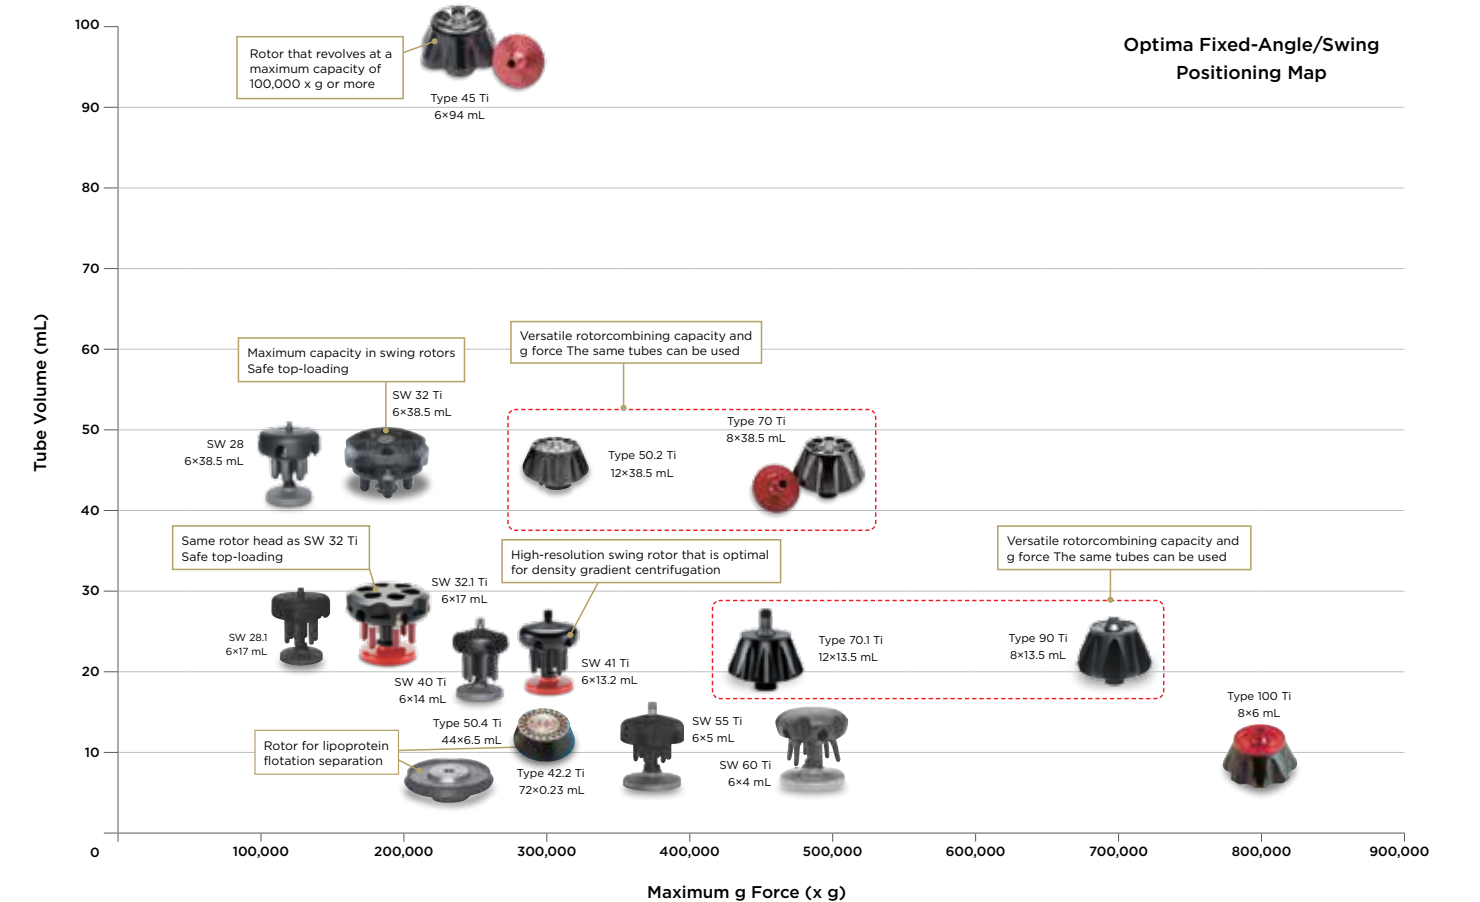 Optima Fixed-Angle/Swing
Positioning Map
Tube Volume (mL)
100
90
80
70
60
50
40
30
20
10
0
Rotor that revolves at a
maximum capacity of
100,000 x g or more
Type 45 Ti
6×94 mL
Maximum capacity in swing rotors
Safe top-loading
SW 32 Ti
6×38.5 mL
SW 28
6×38.5 mL
Versatile rotorcombining capacity and
g force The same tubes can be used
Type 50.2 Ti
12×38.5 mL
Type 70 Ti
8×38.5 mL
Same rotor head as SW 32 Ti
Safe top-loading
SW 32.1 Ti
6×17 mL
SW 28.1
6×17 mL
High-resolution swing rotor that is optimal
for density gradient centrifugation
SW 41 Ti
6×13.2 mL
SW 40 Ti
6×14 mL
Versatile rotorcombining capacity and
g force The same tubes can be used
Type 70.1 Ti
12×13.5 mL
Type 90 Ti
8×13.5 mL
Type 50.4 Ti
44×6.5 mL
Rotor for lipoprotein
flotation separation
Type 42.2 Ti
72×0.23 mL
SW 55 Ti
6×5 mL
SW 60 Ti
6×4 mL
Type 100 Ti
8×6 mL
100,000
200,000
300,000
400,000
500,000
600,000
700,000
800,000
900,000
Maximum g Force (x g)